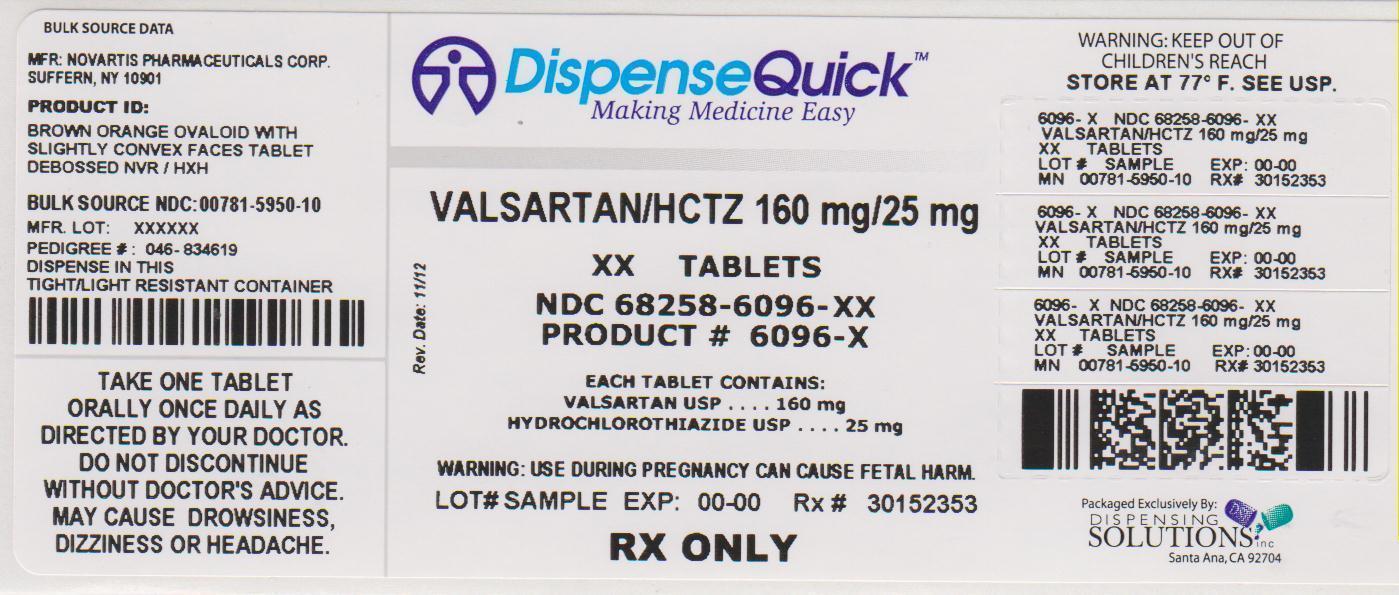 BULK SOURCE DATA
MFR: NOVARTIS PHARMACEUTICALS CORP.
SUFFERN, NY 10901
PRODUCT ID:
BROWN ORANGE OVALOID WITH
SLIGHTLY CONVEX FACES TABLET
DEBOSSED NVR / HXH
BULK SOURCE NDC: 00781-5950-10
MFR. LOT: XXXXXX
PEDIGREE # : 046- 834619
DISPENSE IN THIS
TIGHT/LIGHT RESISTANT CONTAINER
TAKE ONE TABLET
ORALLY ONCE DAILY AS
DIRECTED BY YOUR DOCTOR.
DO NOT DISCONTINUE
WITHOUT DOCTOR'S ADVICE.
MAY CAUSE DROWSINESS,
DIZZINESS OR HEADACHE.
DispenseQuick™
Making Medicine Easy
VALSARTAN/HCTZ 160 mg/25 mg
XX TABLETS
NDC 68258-6096-XX
PRODUCT # 6096-X
Rev. Date: 11/12
EACH TABLET CONTAINS:
VALSARTAN USP . . . . 160 mg
HYDROCHLOROTHIAZIDE USP . . . . 25 mg
WARNING: USE DURING PREGNANCY CAN CAUSE FETAL HARM.
LOT# SAMPLE EXP: 00-00 Rx # 30152353
RX ONLY
WARNING: KEEP OUT OF
CHILDREN'S REACH
STORE AT 77° F. SEE USP.
6096- X NDC 68258-6096- XX
VALSARTAN/HCTZ 160 mg/25 mg
XX TABLETS
LOT # SAMPLE EXP: 00-00
MN 00781-5950-10 RX# 30152353
6096- X NDC 68258-6096- XX
VALSARTAN/HCTZ 160 mg/25 mg
XX TABLETS
LOT # SAMPLE EXP: 00-00
MN 00781-5950-10 RX# 30152353
6096- X NDC 68258-6096- XX
VALSARTAN/HCTZ 160 mg/25 mg
XX TABLETS
LOT # SAMPLE EXP: 00-00
MN 00781-5950-10 RX# 30152353
Packaged Exclusively By:
DISPENSING
SOLUTIONS inc
Santa Ana, CA 92704